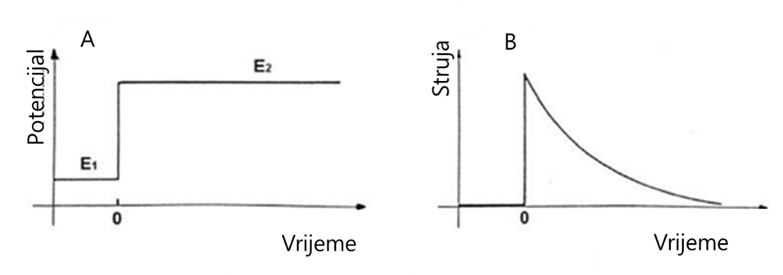 A
Potencijal
E₂
E₁
0
Vrijeme
B
Struja
0
Vrijeme